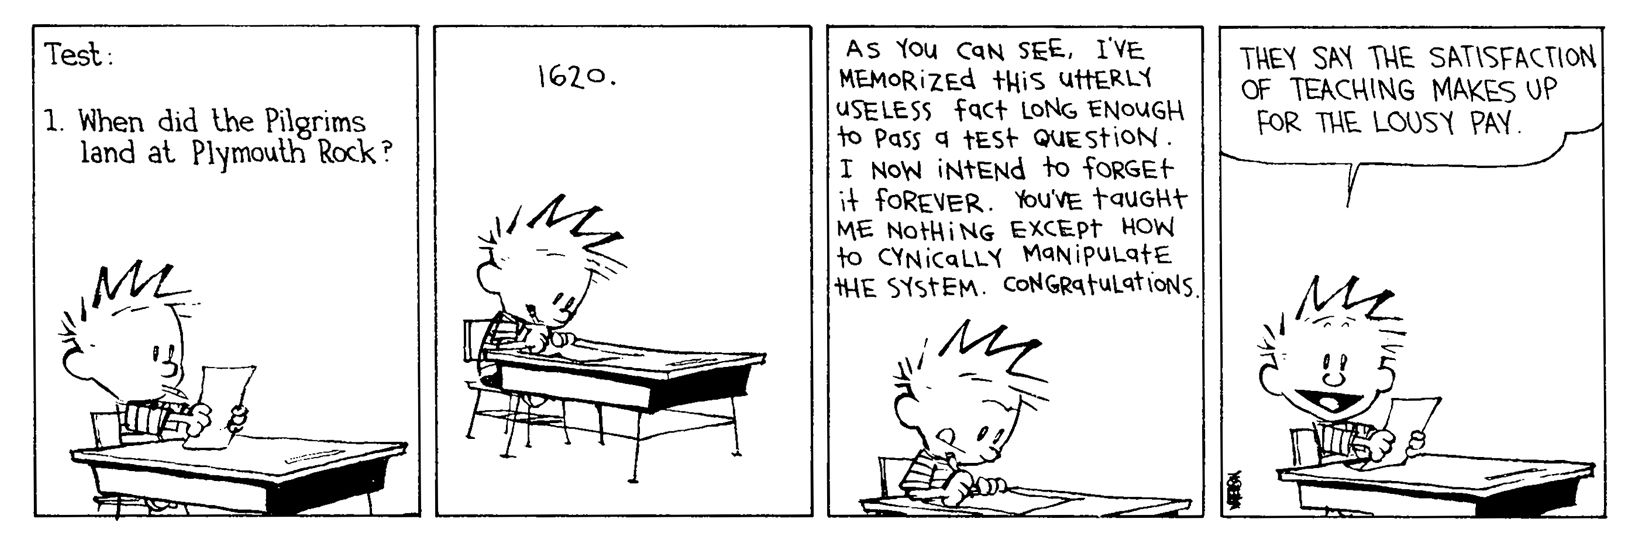 Test:
1. When did the Pilgrims
land at Plymouth Rock?
1620.
AS YOU CAN SEE, I'VE
MEMORIZED THIS UTTERLY
USELESS FACT LONG ENOUGH
TO PASS A TEST QUESTION.
I NOW INTEND TO FORGET
IT FOREVER. YOU'VE TAUGHT
ME NOTHING EXCEPT HOW
TO CYNICALLY MANIPULATE
THE SYSTEM. CONGRATULATIONS.
THEY SAY THE SATISFACTION
OF TEACHING MAKES UP
FOR THE LOUSY PAY.